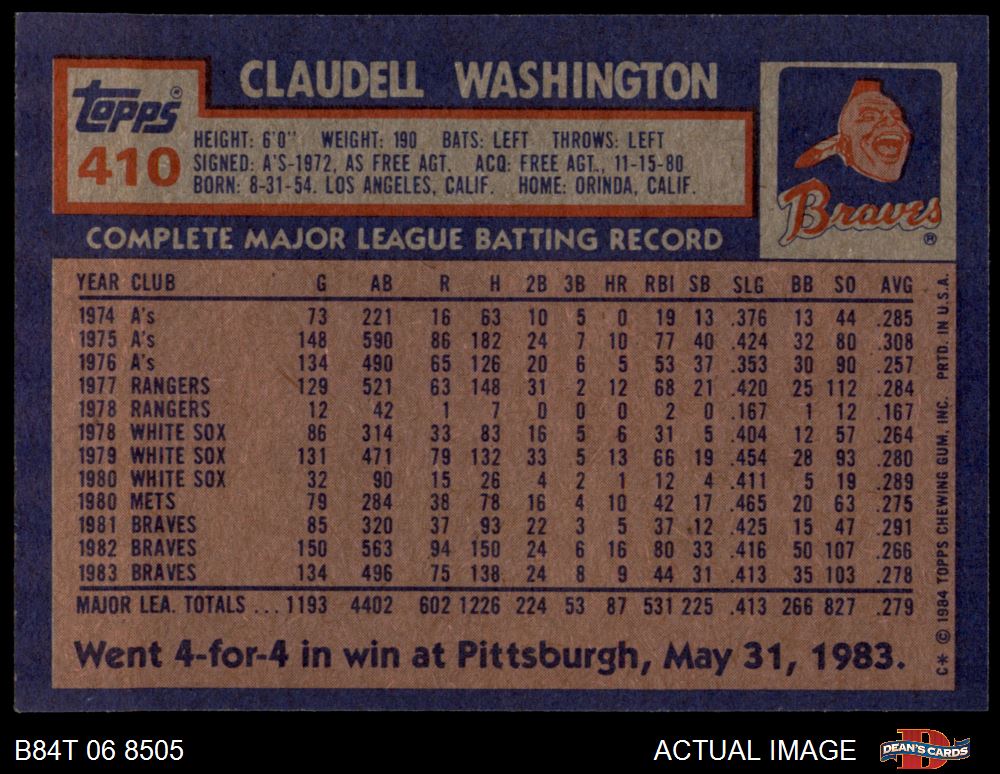 CLAUDELL WASHINGTON
Topps®
410
HEIGHT: 6'0" WEIGHT: 190 BATS: LEFT THROWS: LEFT
SIGNED: A'S-1972, AS FREE AGT. ACQ: FREE AGT., 11-15-80
BORN: 8-31-54. LOS ANGELES, CALIF. HOME: ORINDA, CALIF.
Braves®
COMPLETE MAJOR LEAGUE BATTING RECORD
YEAR CLUB G AB R H 2B 3B HR RBI SB SLG BB SO AVG
1974 A's 73 221 16 63 10 5 0 19 13 .376 13 44 .285
1975 A's 148 590 86 182 24 7 10 77 40 .424 32 80 .308
1976 A's 134 490 65 126 20 6 5 53 37 .353 30 90 .257
1977 RANGERS 129 521 63 148 31 2 12 68 21 .420 25 112 .284
1978 RANGERS 12 42 1 7 0 0 0 2 0 .167 1 12 .167
1978 WHITE SOX 86 314 33 83 16 5 6 31 5 .404 12 57 .264
1979 WHITE SOX 131 471 79 132 33 5 13 66 19 .454 28 93 .280
1980 WHITE SOX 32 90 15 26 4 2 1 12 4 .411 5 19 .289
1980 METS 79 284 38 78 16 4 10 42 17 .465 20 63 .275
1981 BRAVES 85 320 37 93 22 3 5 37 12 .425 15 47 .291
1982 BRAVES 150 563 94 150 24 6 16 80 33 .416 50 107 .266
1983 BRAVES 134 496 75 138 24 8 9 44 31 .413 35 103 .278
MAJOR LEA. TOTALS ... 1193 4402 602 1226 224 53 87 531 225 .413 266 827 .279
Went 4-for-4 in win at Pittsburgh, May 31, 1983.
C* © 1984 TOPPS CHEWING GUM, INC. PRTD. IN U.S.A.
B84T 06 8505
ACTUAL IMAGE
D
DEAN'S CARDS